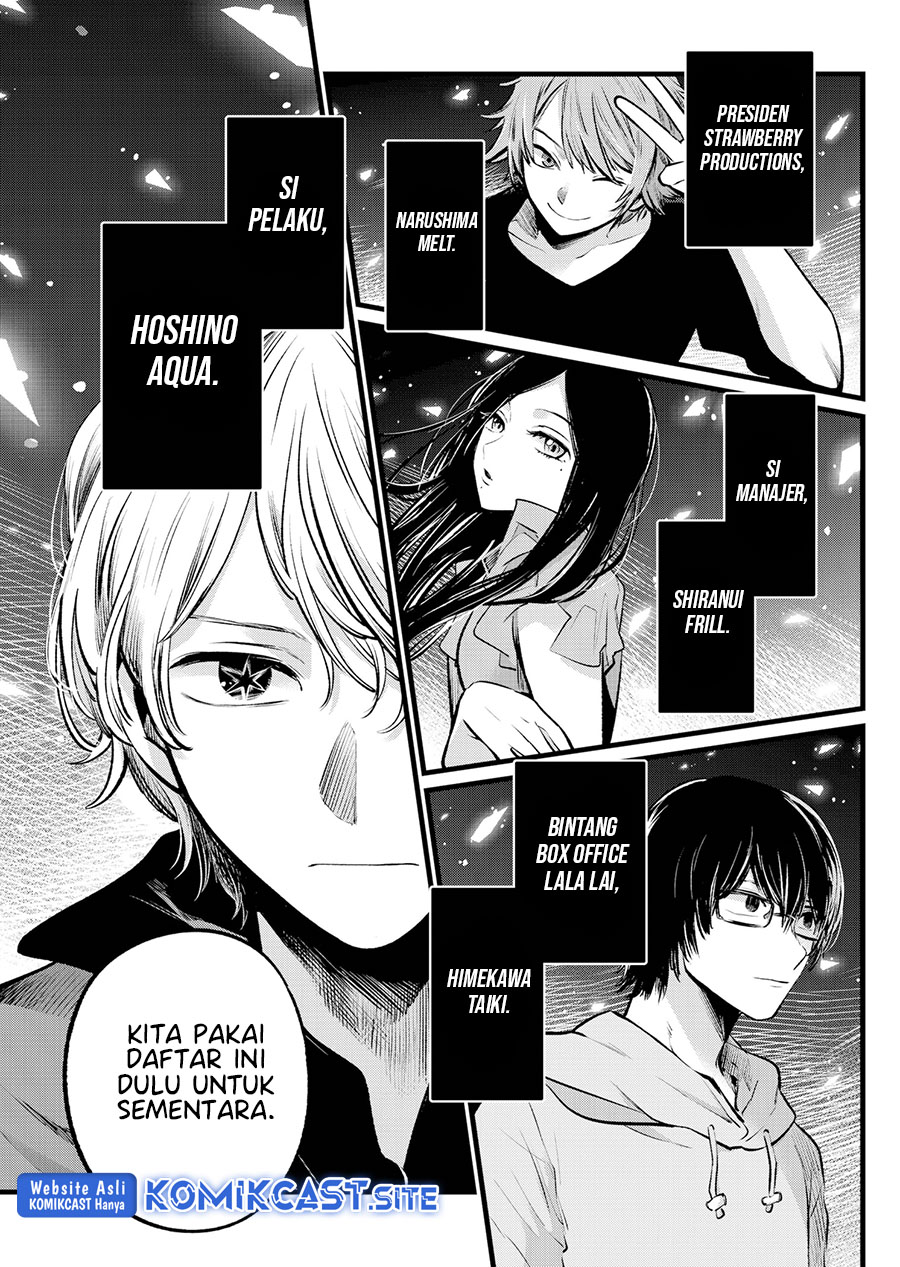 PRESIDEN
STRAWBERRY
PRODUCTIONS,
NARUSHIMA
MELT.
SI
MANAJER,
SHIRANUI
FRILL.
BINTANG
BOX OFFICE
LALA LAI,
HIMEKAWA
TAIKI.
SI
PELAKU,
HOSHINO
AQUA.
KITA PAKAI
DAFTAR INI
DULU UNTUK
SEMENTARA.
Website Asli
KOMIKCAST Hanya
KOMIKCAST.SITE